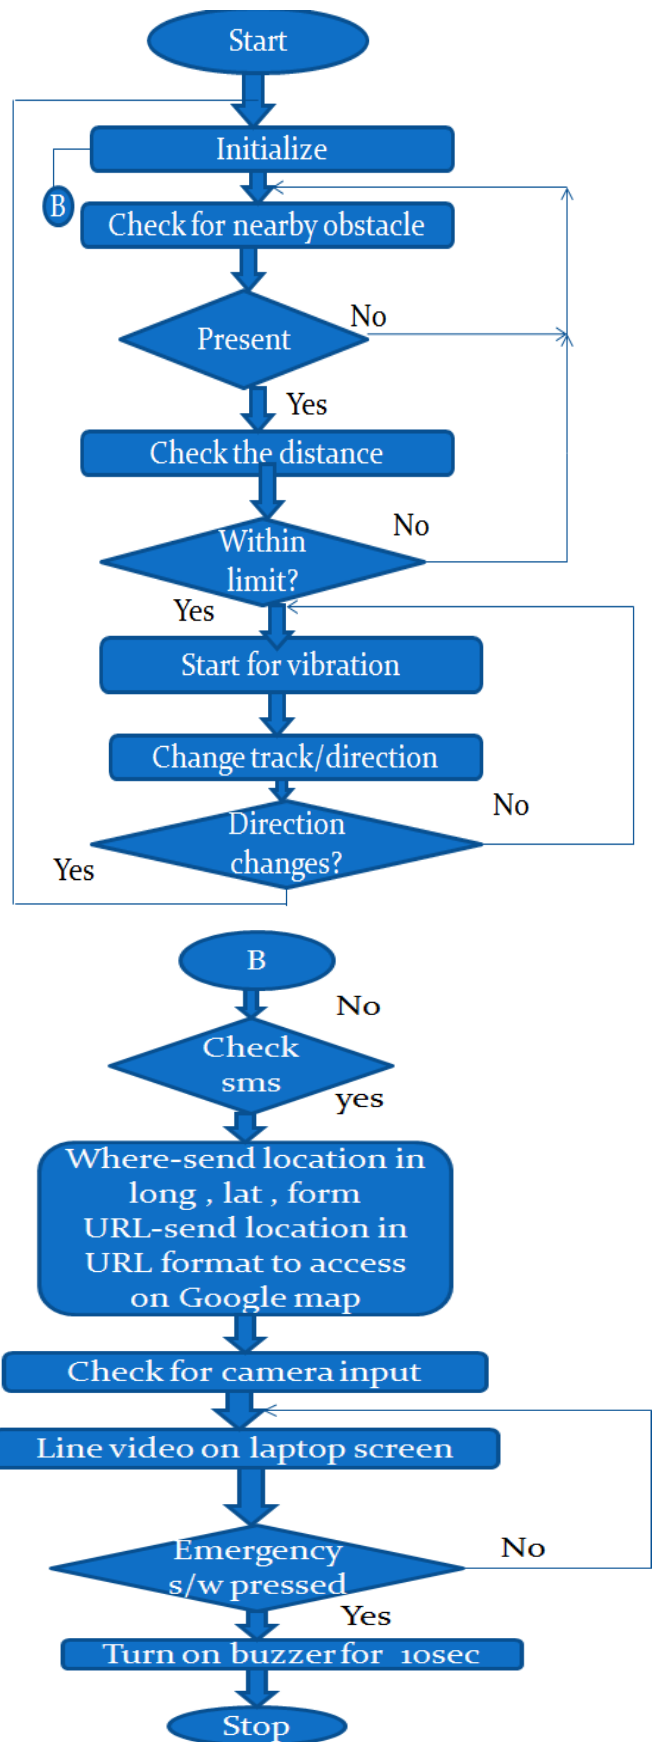 Start
Initialize
B
Check for nearby obstacle
No
Present
Yes
Check the distance
No
Within
limit?
Yes
Start for vibration
Change track/direction
No
Direction
changes?
Yes
B
No
Check
sms
yes
Where-send location in
long , lat , form
URL-send location in
URL format to access
on Google map
Check for camera input
Line video on laptop screen
Emergency
s/w pressed
No
Yes
Turn on buzzer for 10sec
Stop